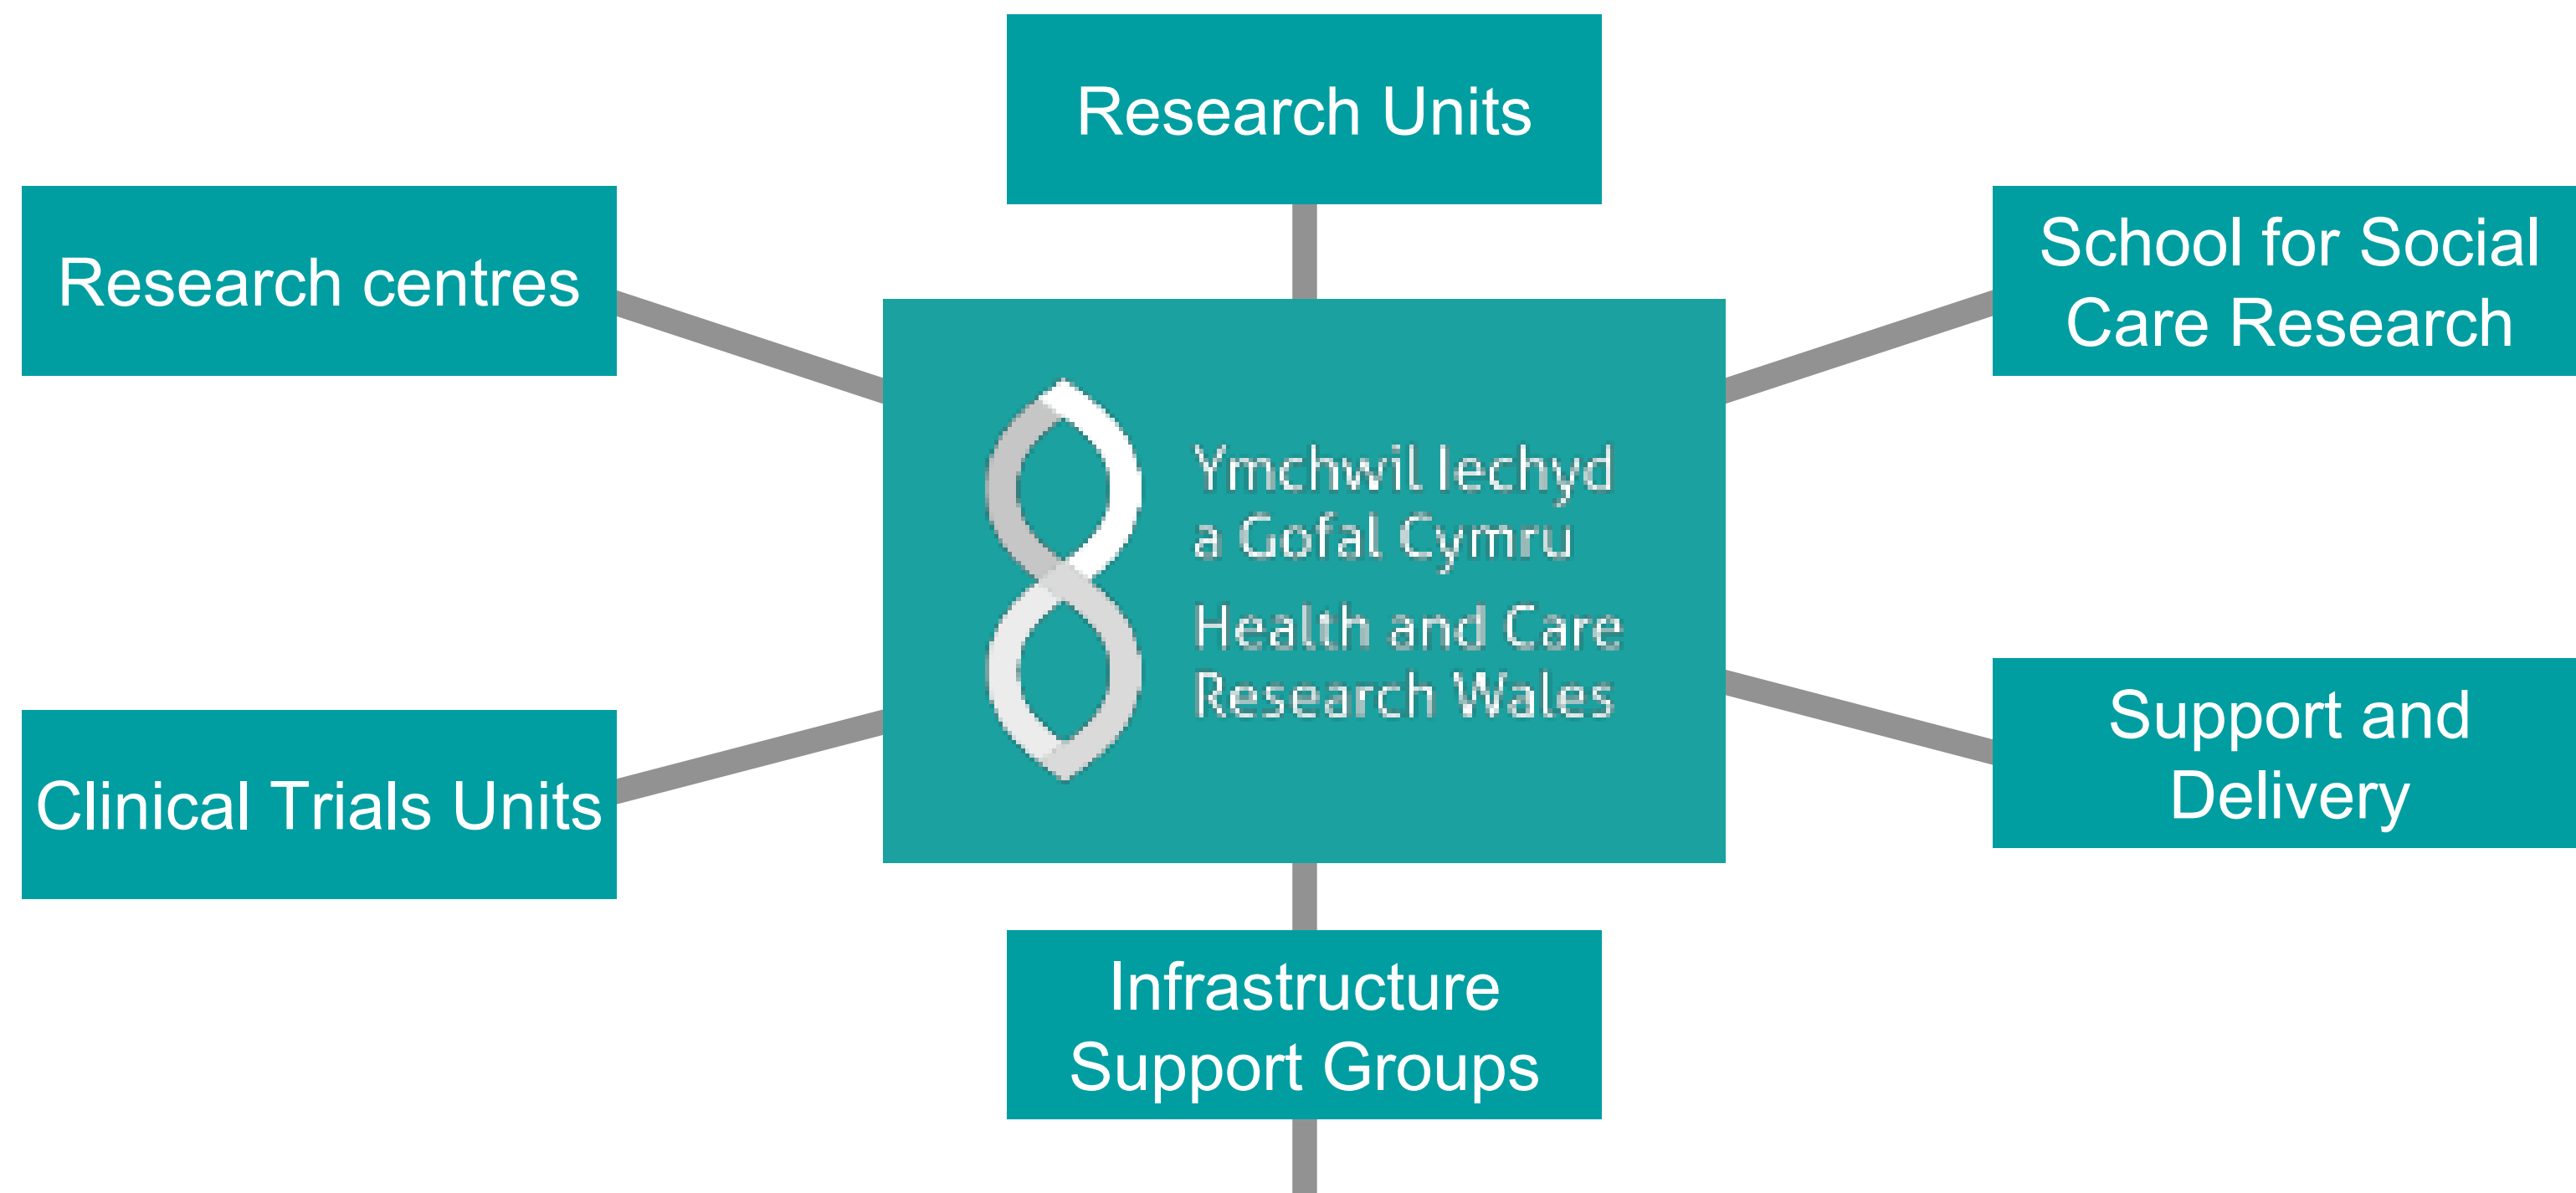 Research Units
Research centres
School for Social
Care Research
Ymchwil Iechyd
a Gofal Cymru
Health and Care
Research Wales
Clinical Trials Units
Support and
Delivery
Infrastructure
Support Groups